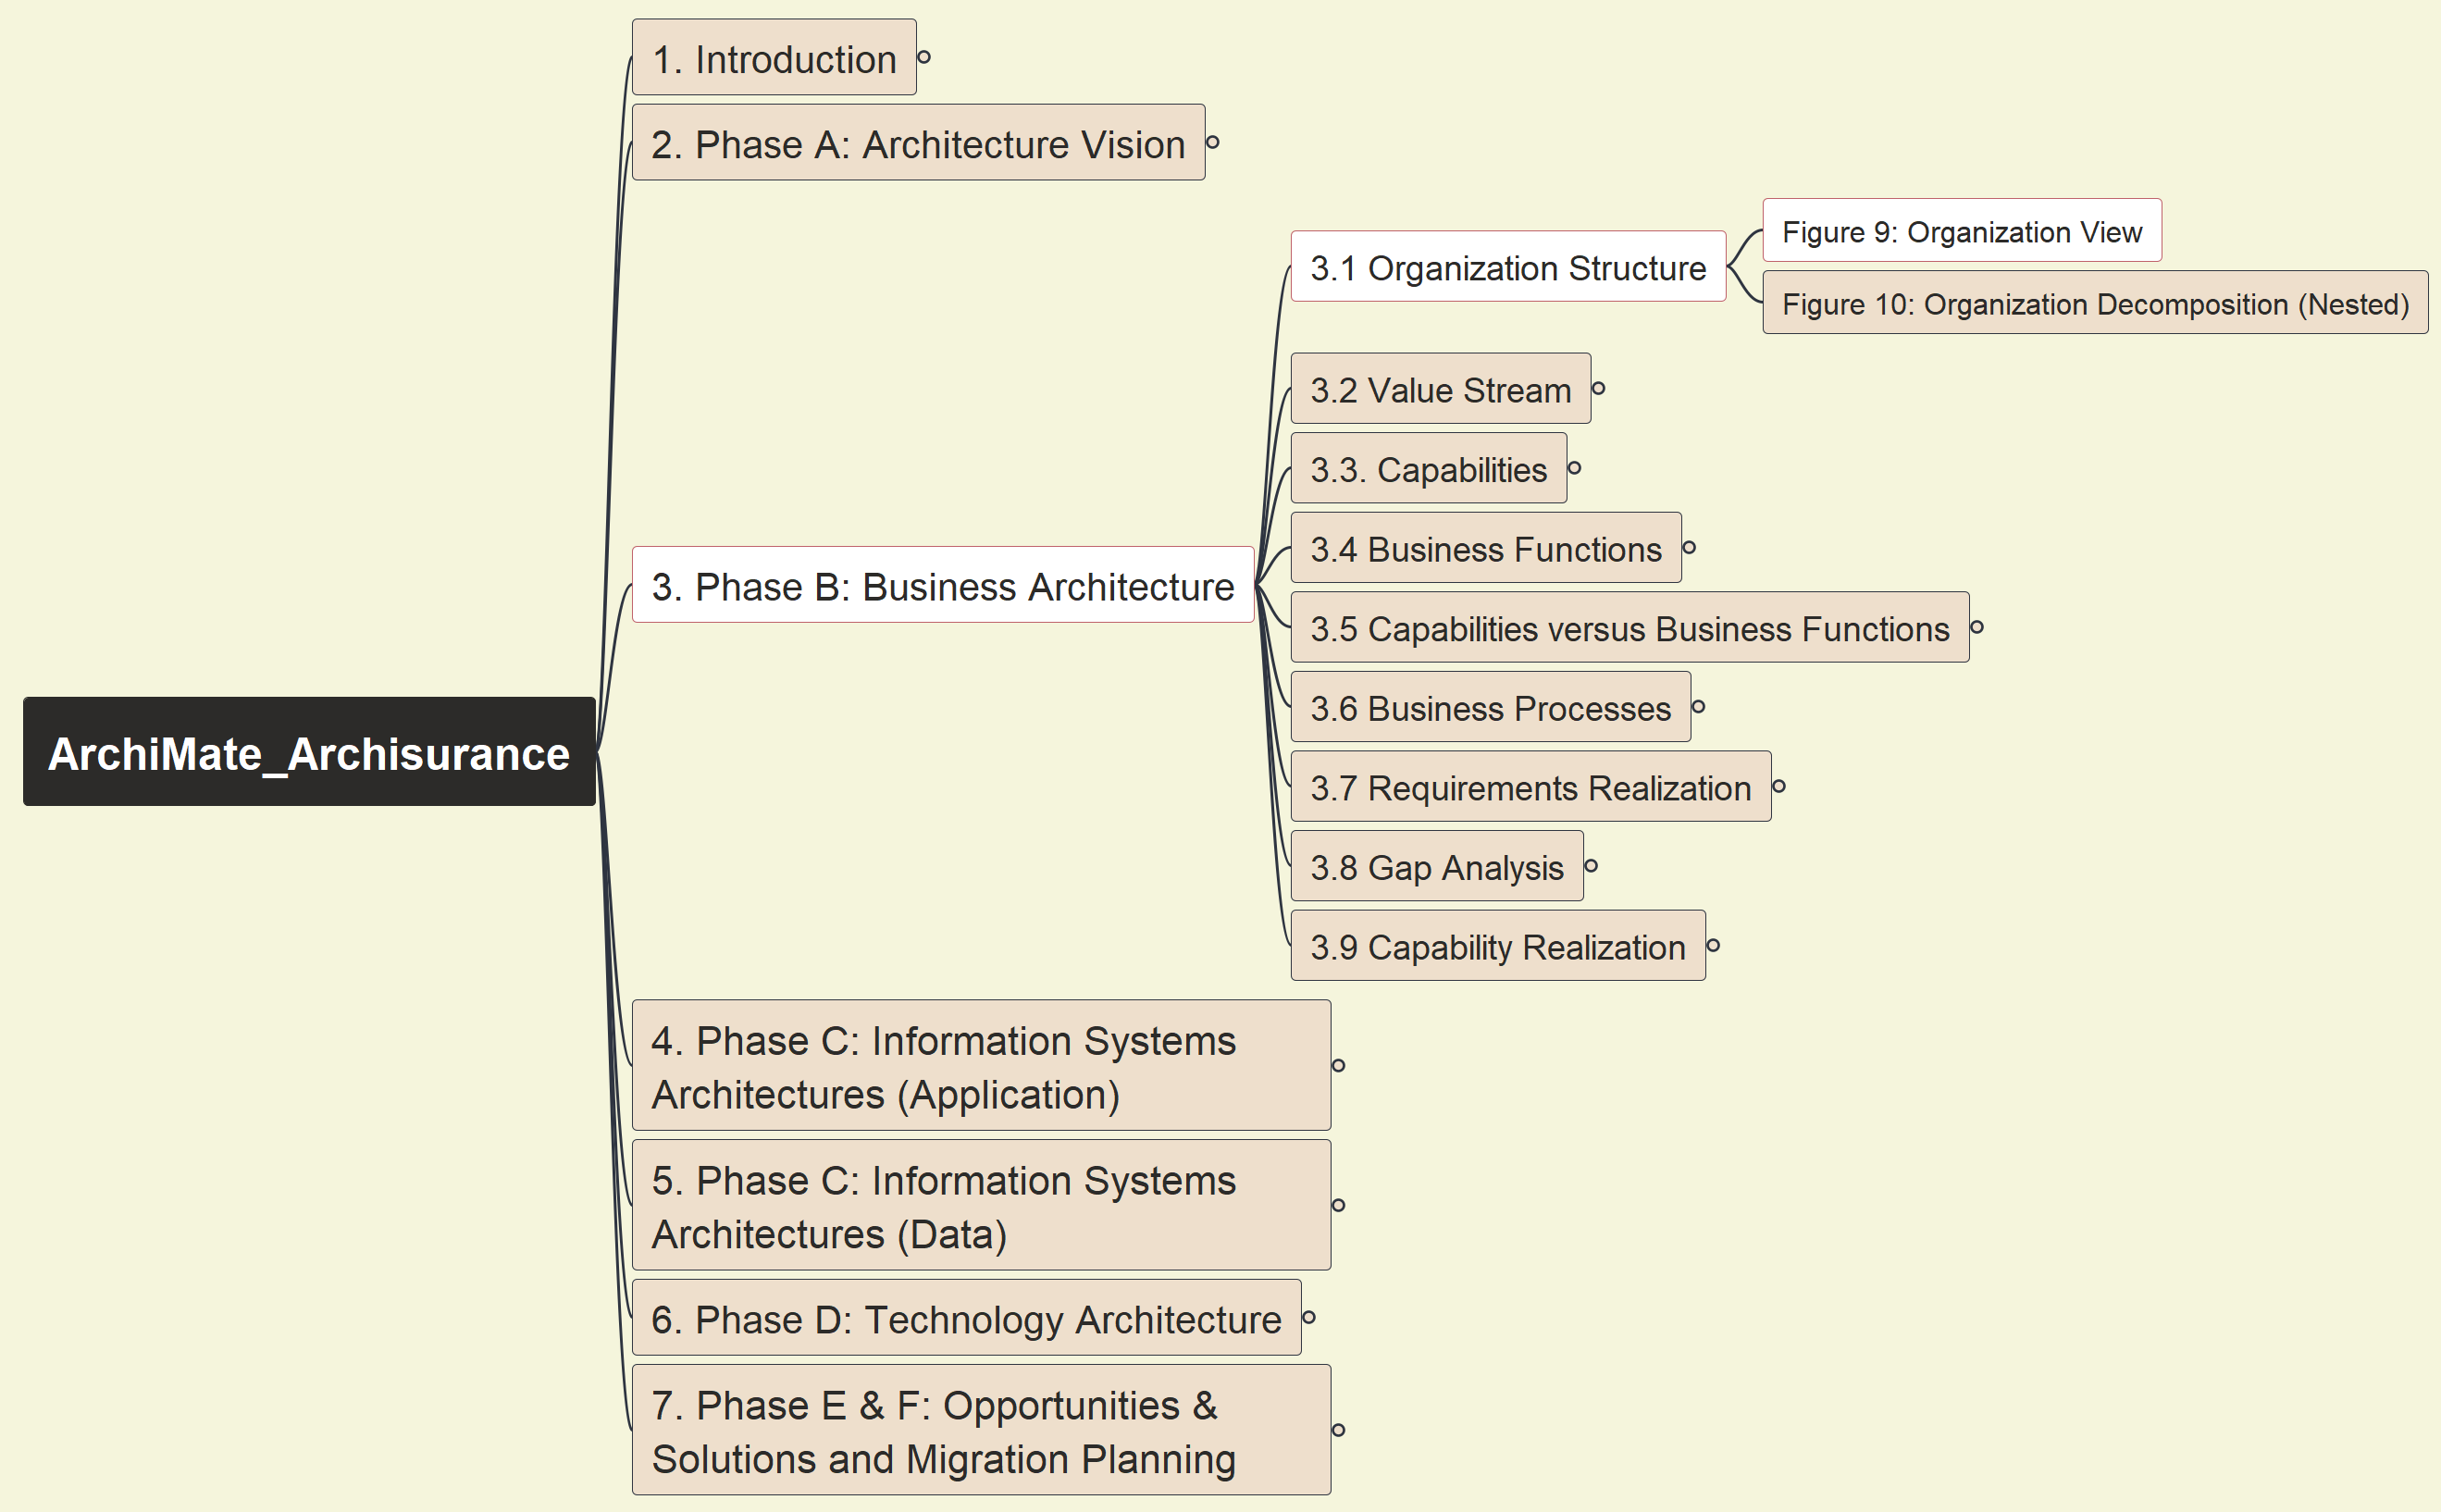 1. Introduction
2. Phase A: Architecture Vision
Figure 9: Organization View
3.1 Organization Structure
Figure 10: Organization Decomposition (Nested)
3.2 Value Stream
3.3. Capabilities
3.4 Business Functions
3. Phase B: Business Architecture
3.5 Capabilities versus Business Functions
3.6 Business Processes
ArchiMate_Archisurance
3.7 Requirements Realization
3.8 Gap Analysis
3.9 Capability Realization
4. Phase C: Information Systems
Architectures (Application)
5. Phase C: Information Systems
Architectures (Data)
6. Phase D: Technology Architecture
7. Phase E & F: Opportunities &
Solutions and Migration Planning